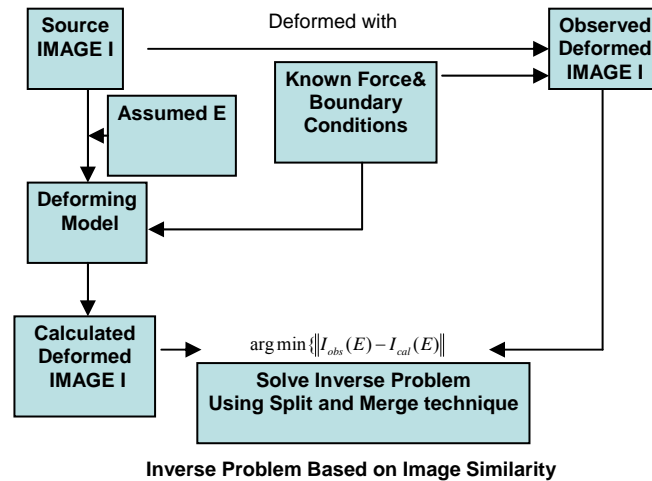 Source
IMAGE I
Deformed with
Observed
Deformed
IMAGE I
Known Force&
Boundary
Conditions
Assumed E
Deforming
Model
Calculated
Deformed
IMAGE I
arg min{‖I_obs(E) − I_cal(E)‖
Solve Inverse Problem
Using Split and Merge technique
Inverse Problem Based on Image Similarity